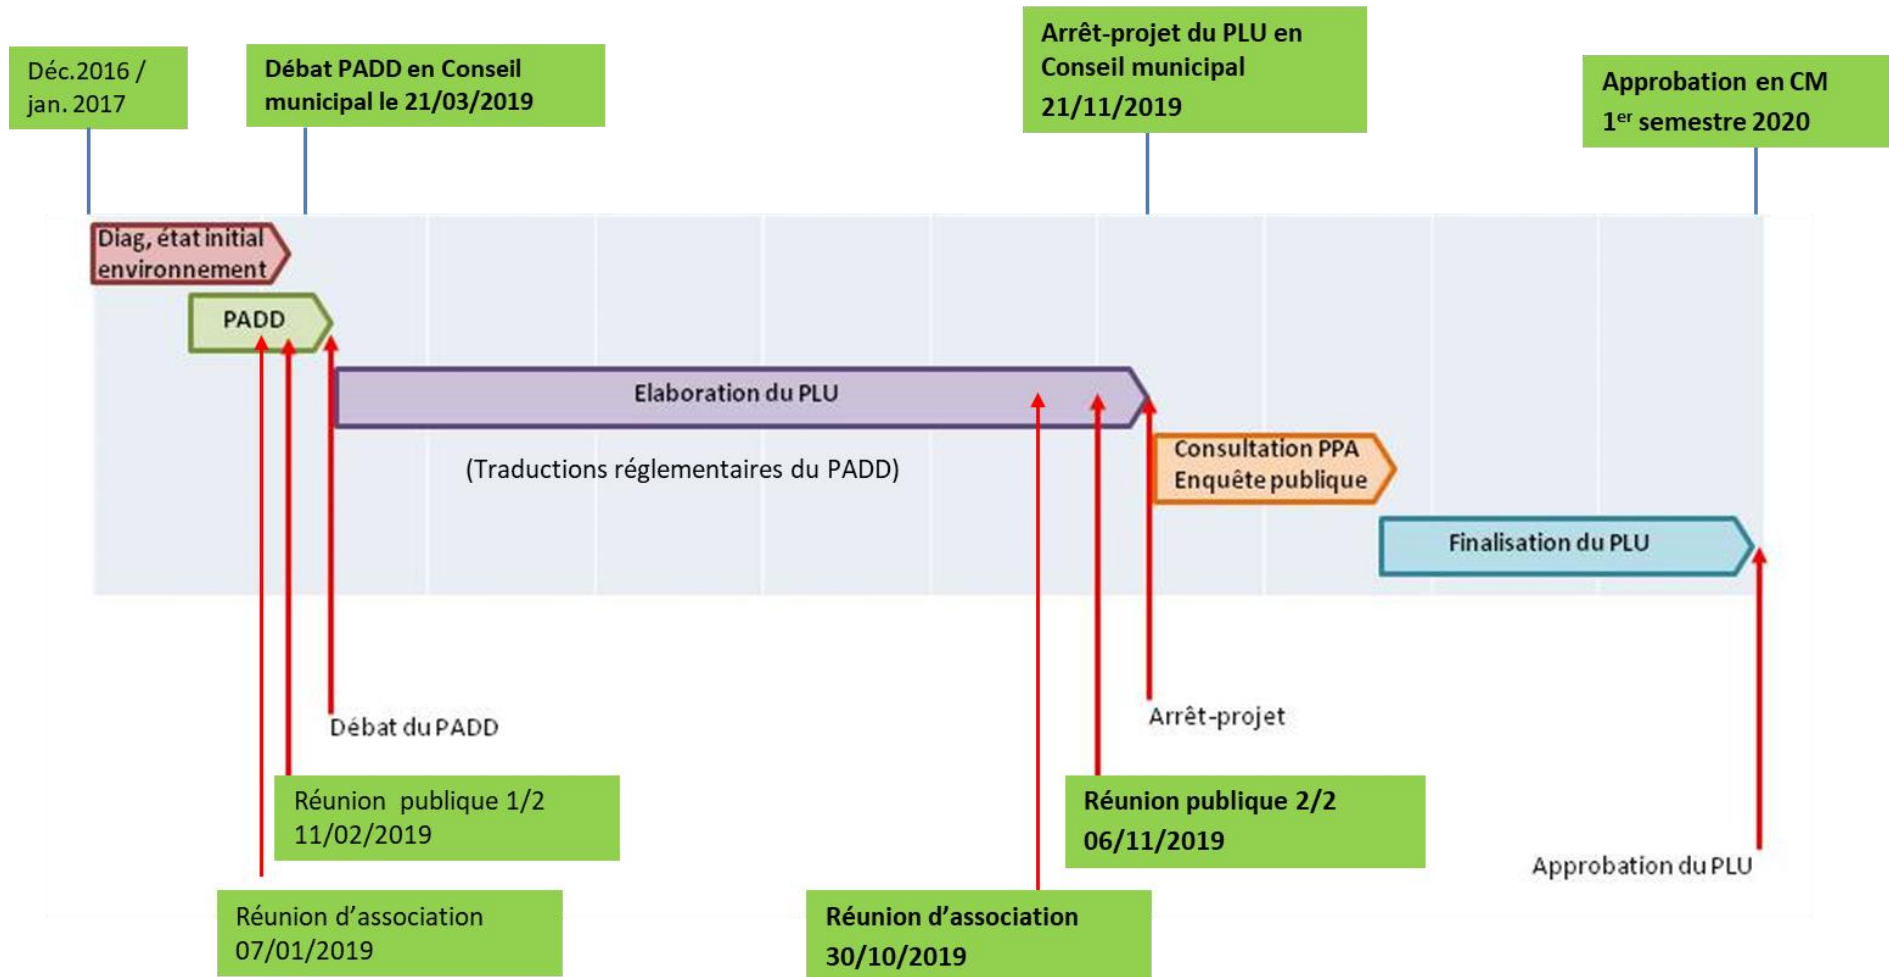 Déc.2016 /
jan. 2017
Débat PADD en Conseil
municipal le 21/03/2019
Arrêt-projet du PLU en
Conseil municipal
21/11/2019
Approbation en CM
1er semestre 2020
Diag, état initial
environnement
PADD
Elaboration du PLU
(Traductions réglementaires du PADD)
Consultation PPA
Enquête publique
Finalisation du PLU
Débat du PADD
Arrêt-projet
Réunion publique 1/2
11/02/2019
Réunion publique 2/2
06/11/2019
Approbation du PLU
Réunion d’association
07/01/2019
Réunion d’association
30/10/2019